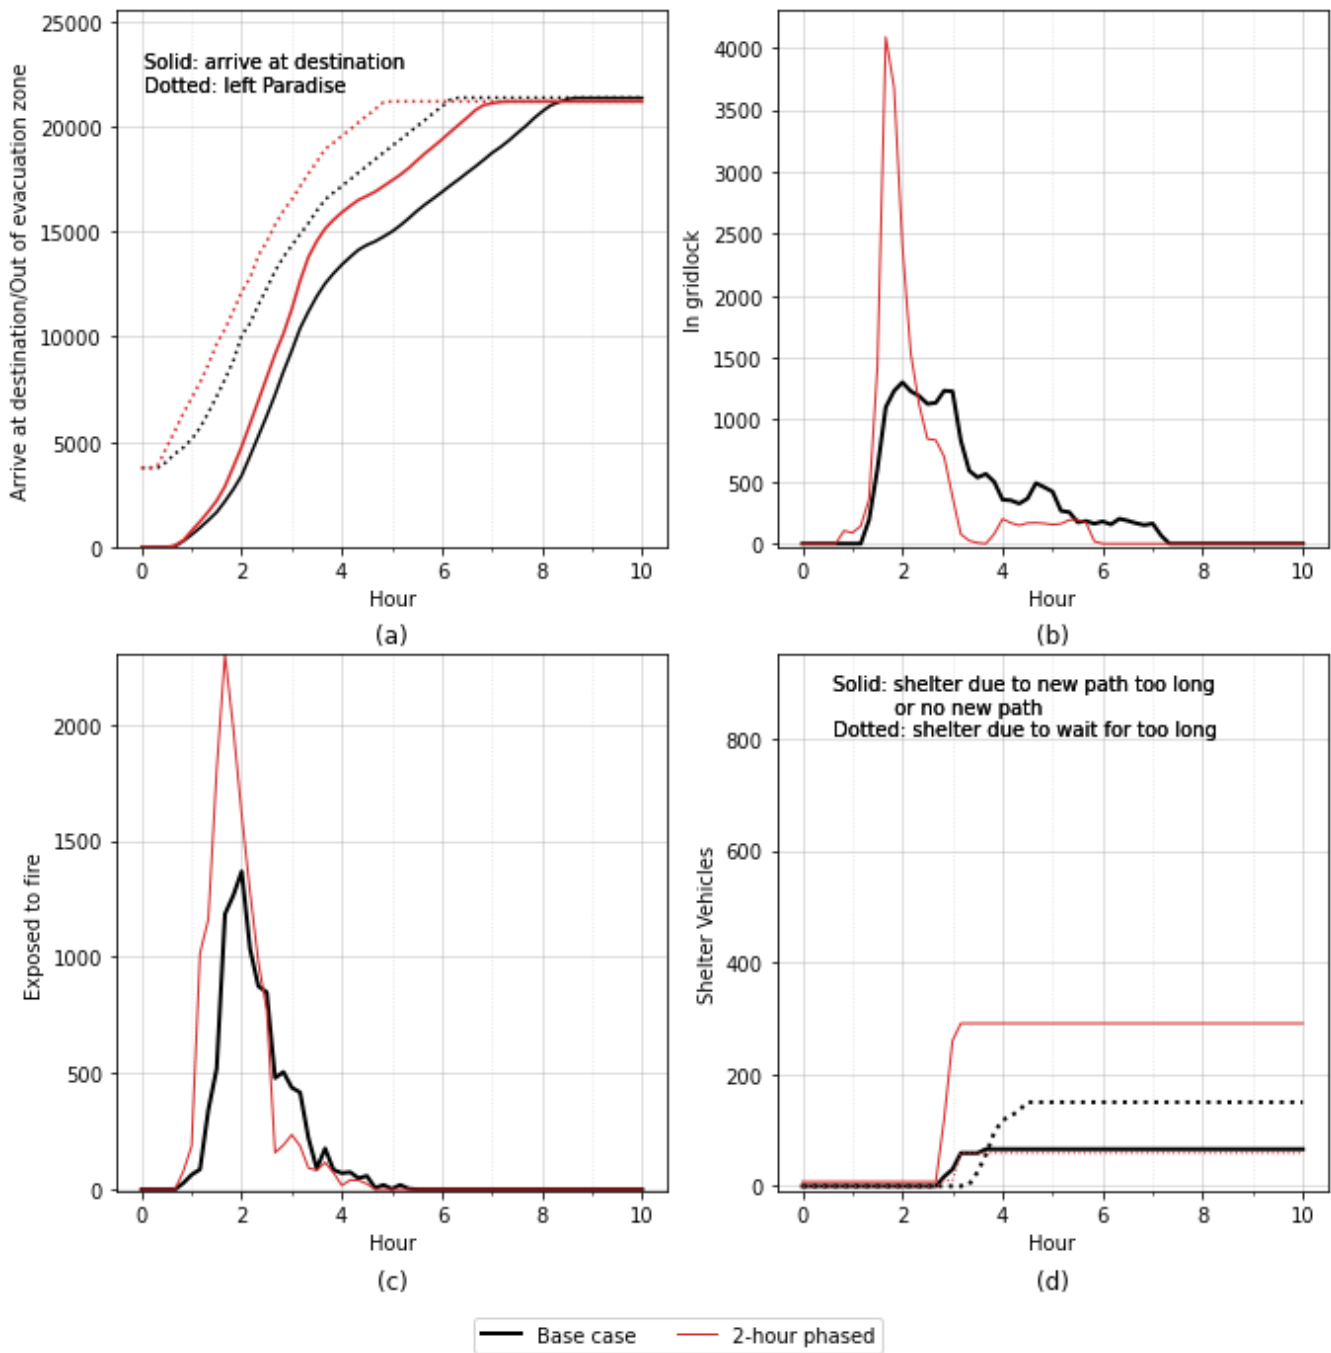 25000
20000
15000
10000
5000
0
Arrive at destination/Out of evacuation zone
Solid: arrive at destination
Dotted: left Paradise
0 2 4 6 8 10
Hour
(a)
4000
3500
3000
2500
2000
1500
1000
500
0
In gridlock
0 2 4 6 8 10
Hour
(b)
2000
1500
1000
500
0
Exposed to fire
0 2 4 6 8 10
Hour
(c)
Solid: shelter due to new path too long
or no new path
Dotted: shelter due to wait for too long
800
600
400
200
0
Shelter Vehicles
0 2 4 6 8 10
Hour
(d)
Base case 2-hour phased